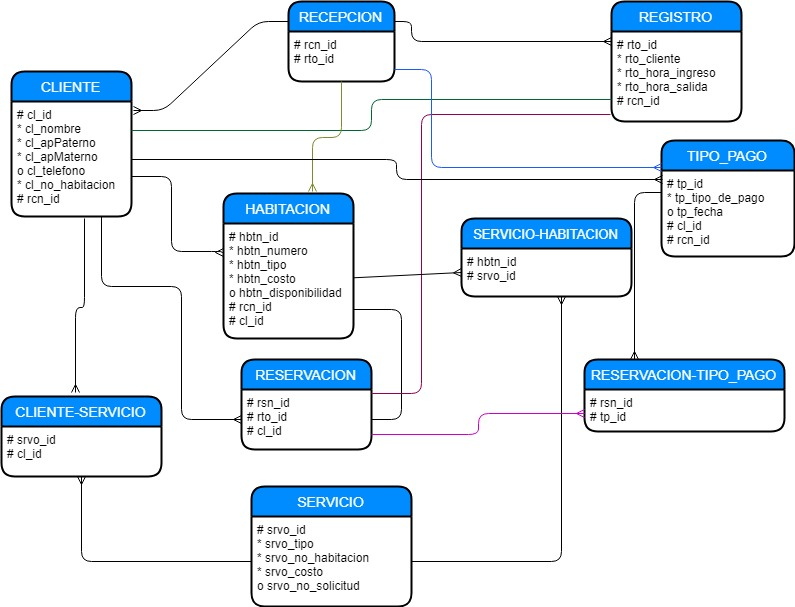 RECEPCION
# rcn_id
# rto_id
REGISTRO
# rto_id
* rto_cliente
* rto_hora_ingreso
* rto_hora_salida
# rcn_id
CLIENTE
# cl_id
* cl_nombre
* cl_apPaterno
* cl_apMaterno
o cl_telefono
* cl_no_habitacion
# rcn_id
TIPO_PAGO
# tp_id
* tp_tipo_de_pago
o tp_fecha
# cl_id
# rcn_id
HABITACION
# hbtn_id
* hbtn_numero
* hbtn_tipo
* hbtn_costo
o hbtn_disponibilidad
# rcn_id
# cl_id
SERVICIO-HABITACION
# hbtn_id
# srvo_id
RESERVACION
# rsn_id
# rto_id
# cl_id
RESERVACION-TIPO_PAGO
# rsn_id
# tp_id
CLIENTE-SERVICIO
# srvo_id
# cl_id
SERVICIO
# srvo_id
* srvo_tipo
* srvo_no_habitacion
* srvo_costo
o srvo_no_solicitud